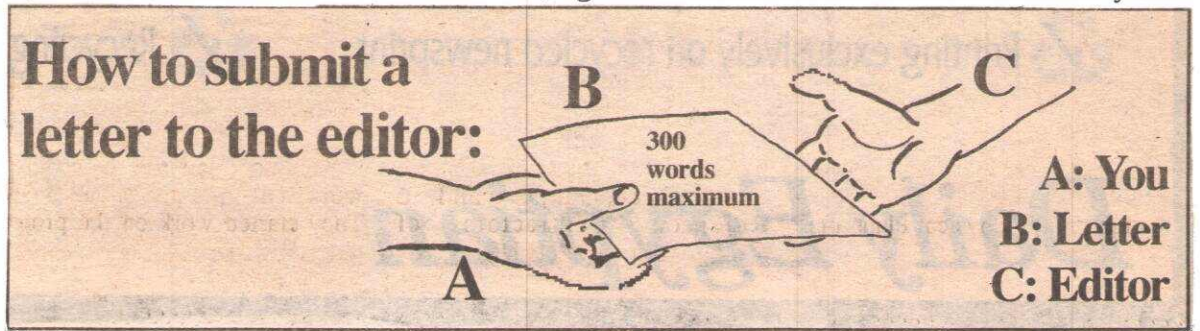 How to submit a
letter to the editor:
B
C
300
words
maximum
A
A: You
B: Letter
C: Editor